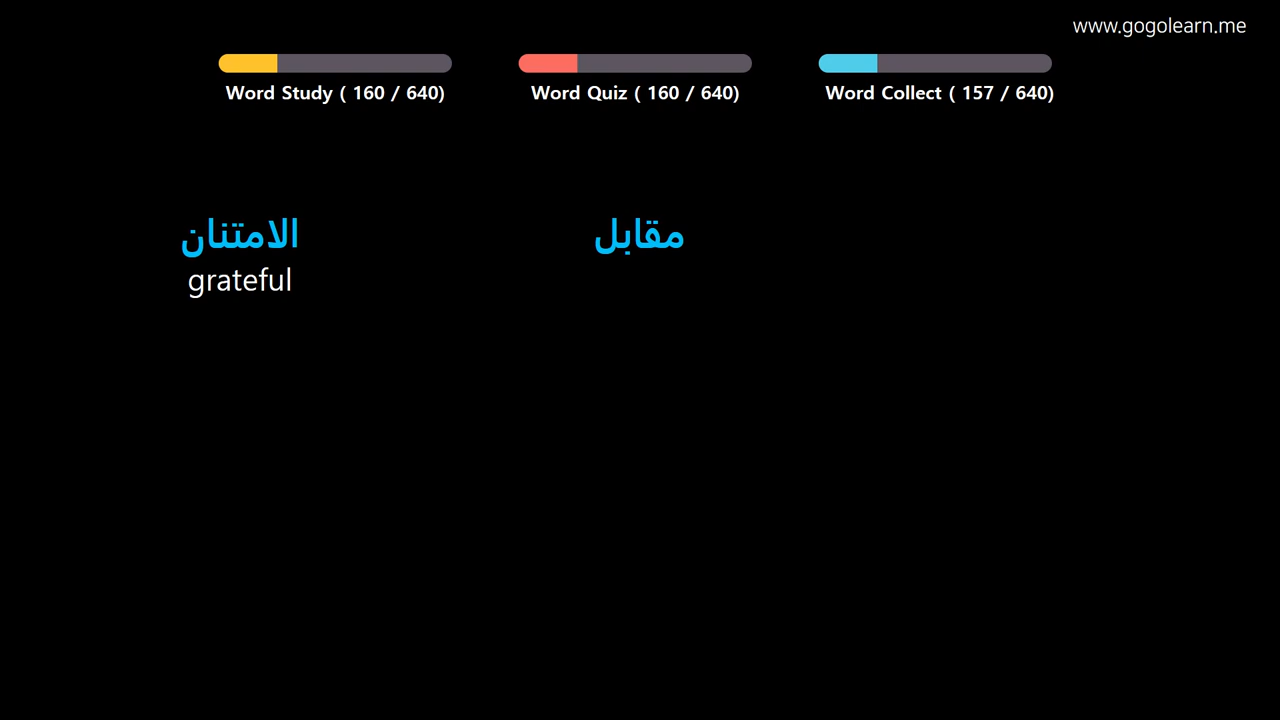 www.gogolearn.me
Word Study ( 160 / 640)
Word Quiz ( 160 / 640)
Word Collect ( 157 / 640)
الامتنان
grateful
مقابل